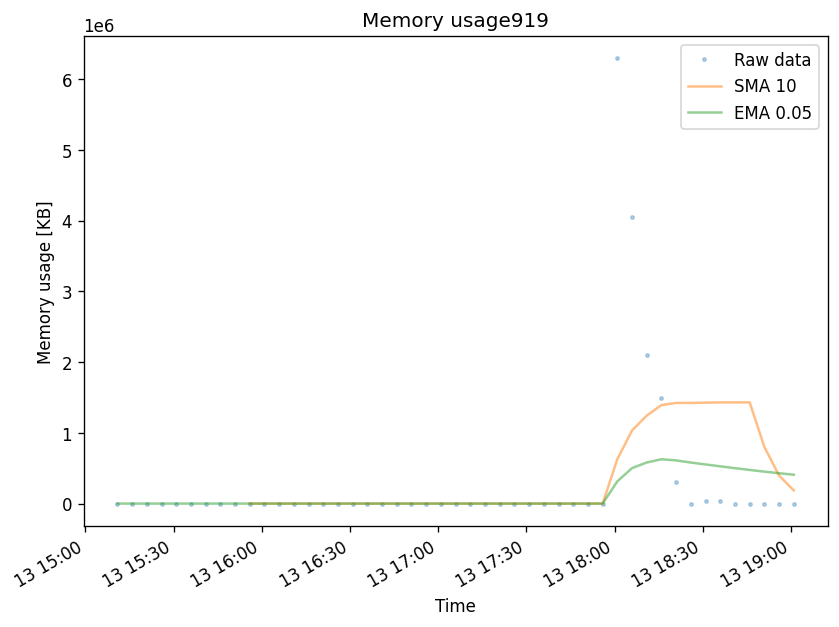 Memory usage919
1e6
Raw data
SMA 10
EMA 0.05
6
5
4
3
2
1
0
Memory usage [KB]
13 15:00
13 15:30
13 16:00
13 16:30
13 17:00
13 17:30
13 18:00
13 18:30
13 19:00
Time